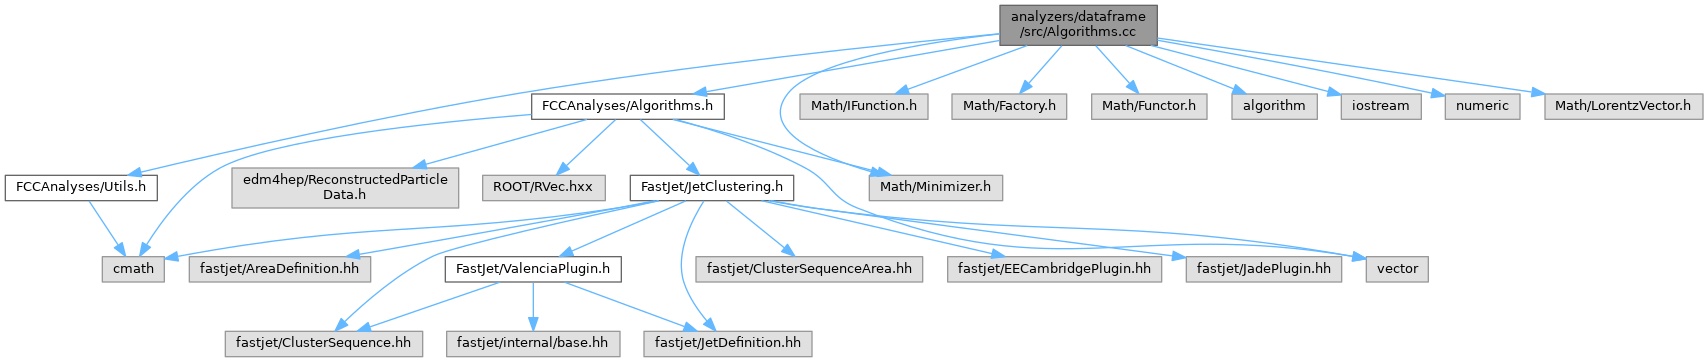 analyzers/dataframe
/src/Algorithms.cc
FCCAnalyses/Algorithms.h
Math/IFunction.h
Math/Factory.h
Math/Functor.h
algorithm
iostream
numeric
Math/LorentzVector.h
FCCAnalyses/Utils.h
edm4hep/ReconstructedParticle
Data.h
ROOT/RVec.hxx
FastJet/JetClustering.h
Math/Minimizer.h
cmath
fastjet/AreaDefinition.hh
FastJet/ValenciaPlugin.h
fastjet/ClusterSequenceArea.hh
fastjet/EECambridgePlugin.hh
fastjet/JadePlugin.hh
vector
fastjet/ClusterSequence.hh
fastjet/internal/base.hh
fastjet/JetDefinition.hh